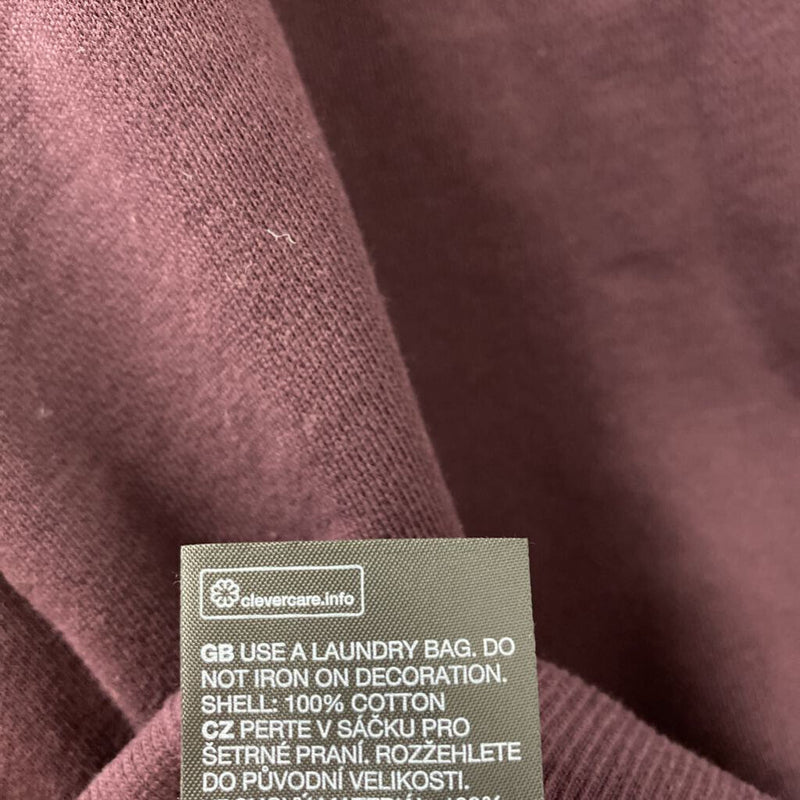 clevercare.info
GB USE A LAUNDRY BAG. DO
NOT IRON ON DECORATION.
SHELL: 100% COTTON
CZ PERTE V SÁČKU PRO
ŠETRNÉ PRANÍ. ROZŽEHLETE
DO PŮVODNÍ VELIKOSTI.